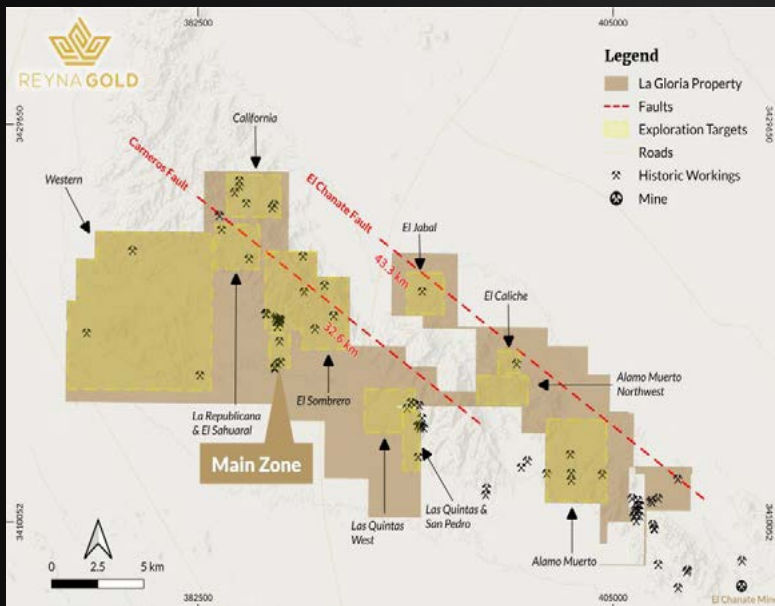 REYNAGOLD
382500
405000
3429650
3429650
Legend
La Gloria Property
Faults
Exploration Targets
Roads
Historic Workings
Mine
California
Carneros Fault
El Chanate Fault
Western
El Jabal
43.3 km
El Caliche
32.6 km
Alamo Muerto
Northwest
El Sombrero
La Republicana
& El Sahuaral
Main Zone
Las Quintas
West
Las Quintas &
San Pedro
Alamo Muerto
3410052
3410052
0 2.5 5 km
382500
405000
El Chanate Mine